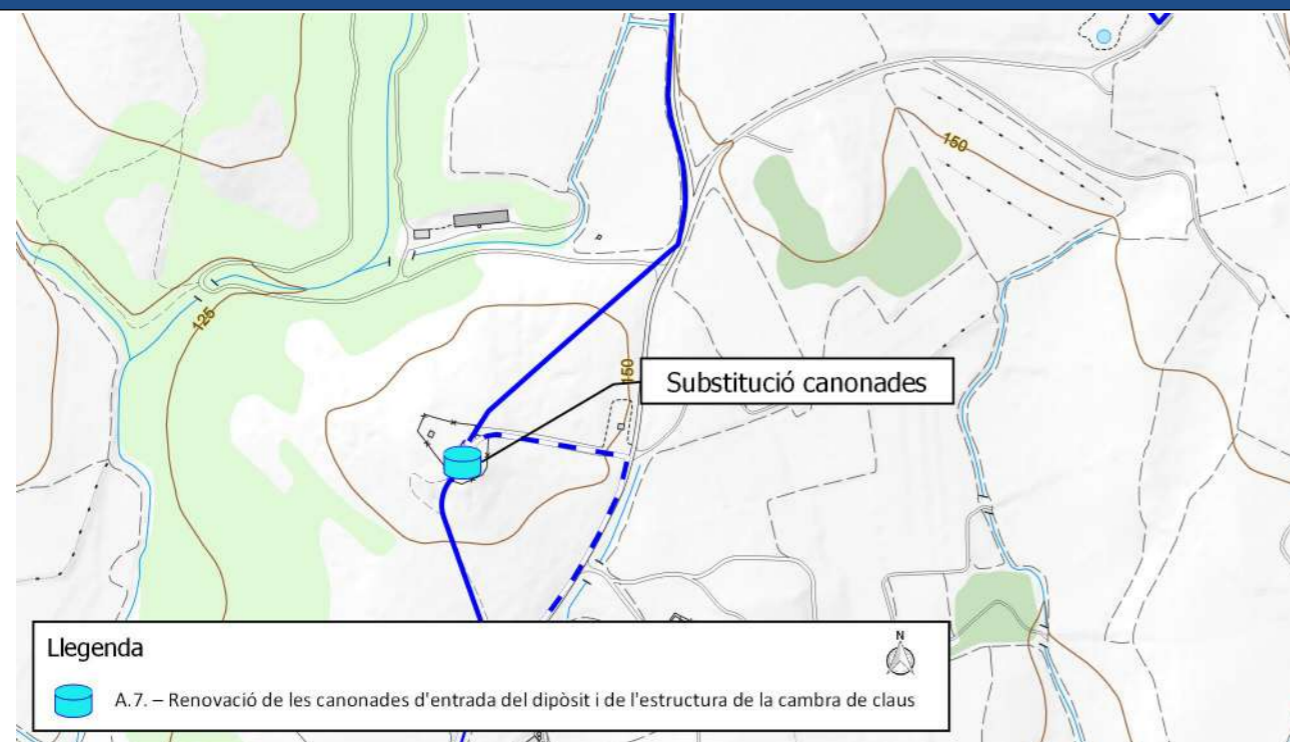 150
125
150
Substitució canonades
Llegenda
N
A.7. – Renovació de les canonades d'entrada del dipòsit i de l'estructura de la cambra de claus